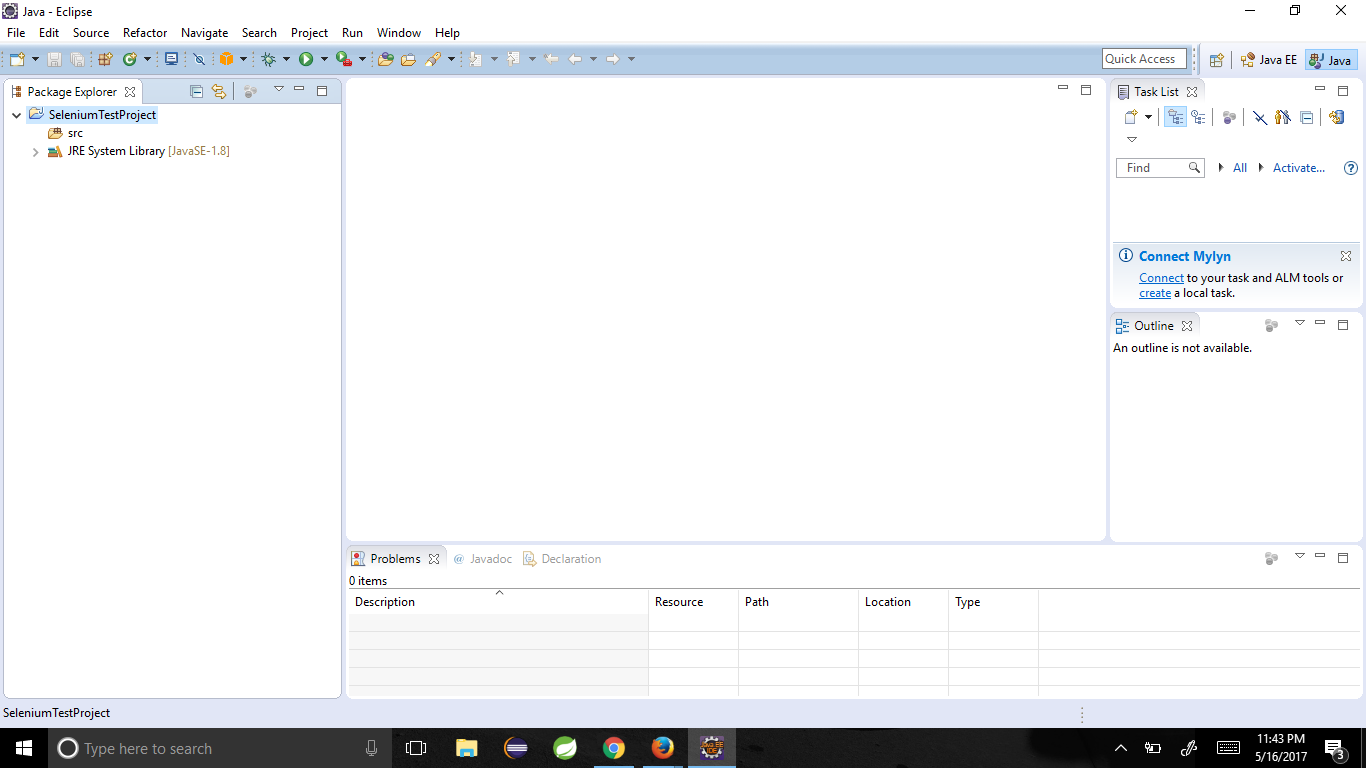 Java - Eclipse
File Edit Source Refactor Navigate Search Project Run Window Help
Quick Access
Java EE
Java
Package Explorer
SeleniumTestProject
src
JRE System Library [JavaSE-1.8]
Task List
Find
All
Activate...
Connect Mylyn
Connect to your task and ALM tools or
create a local task.
Outline
An outline is not available.
Problems @ Javadoc Declaration
0 items
Description Resource Path Location Type
SeleniumTestProject
Type here to search
JAVA EE
IDE
11:43 PM
5/16/2017
3